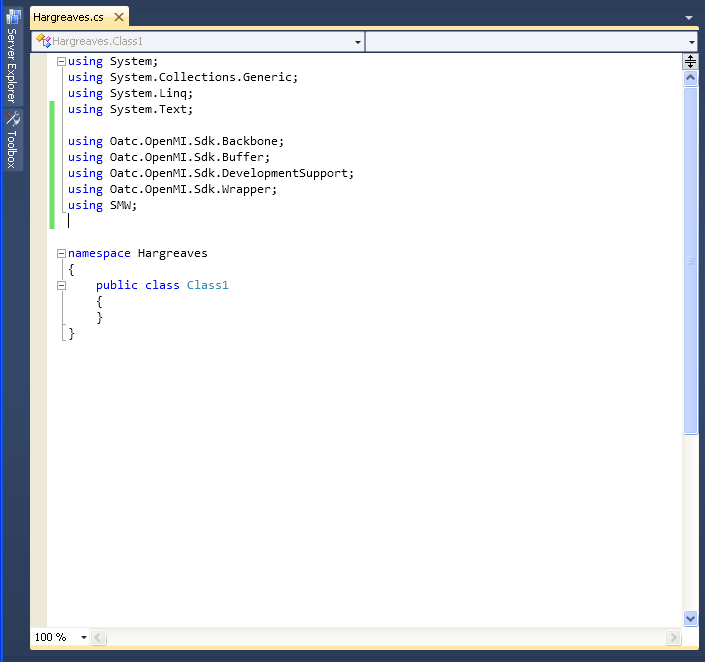 Hargreaves.cs
Hargreaves.Class1
Server Explorer
Toolbox
using System;
using System.Collections.Generic;
using System.Linq;
using System.Text;
using Oatc.OpenMI.Sdk.Backbone;
using Oatc.OpenMI.Sdk.Buffer;
using Oatc.OpenMI.Sdk.DevelopmentSupport;
using Oatc.OpenMI.Sdk.Wrapper;
using SMW;
namespace Hargreaves
{
    public class Class1
    {
    }
}
100 %